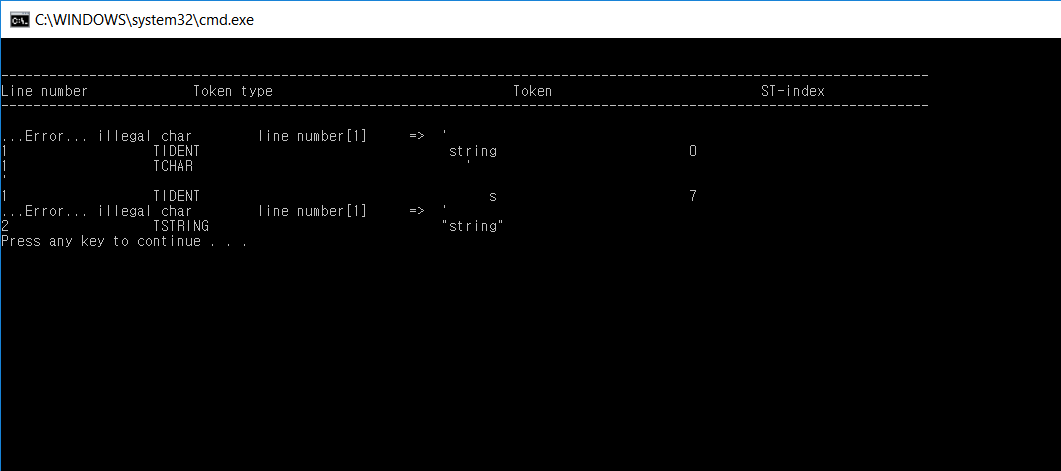 C:\WINDOWS\system32\cmd.exe
--------------------------------------------------------------------------------------------------------------------
Line number Token type Token ST-index
--------------------------------------------------------------------------------------------------------------------
...Error... illegal char line number[1] => '
1 TIDENT string 0
1 TCHAR '
'
1 TIDENT s 7
...Error... illegal char line number[1] => '
2 TSTRING "string"
Press any key to continue . . .